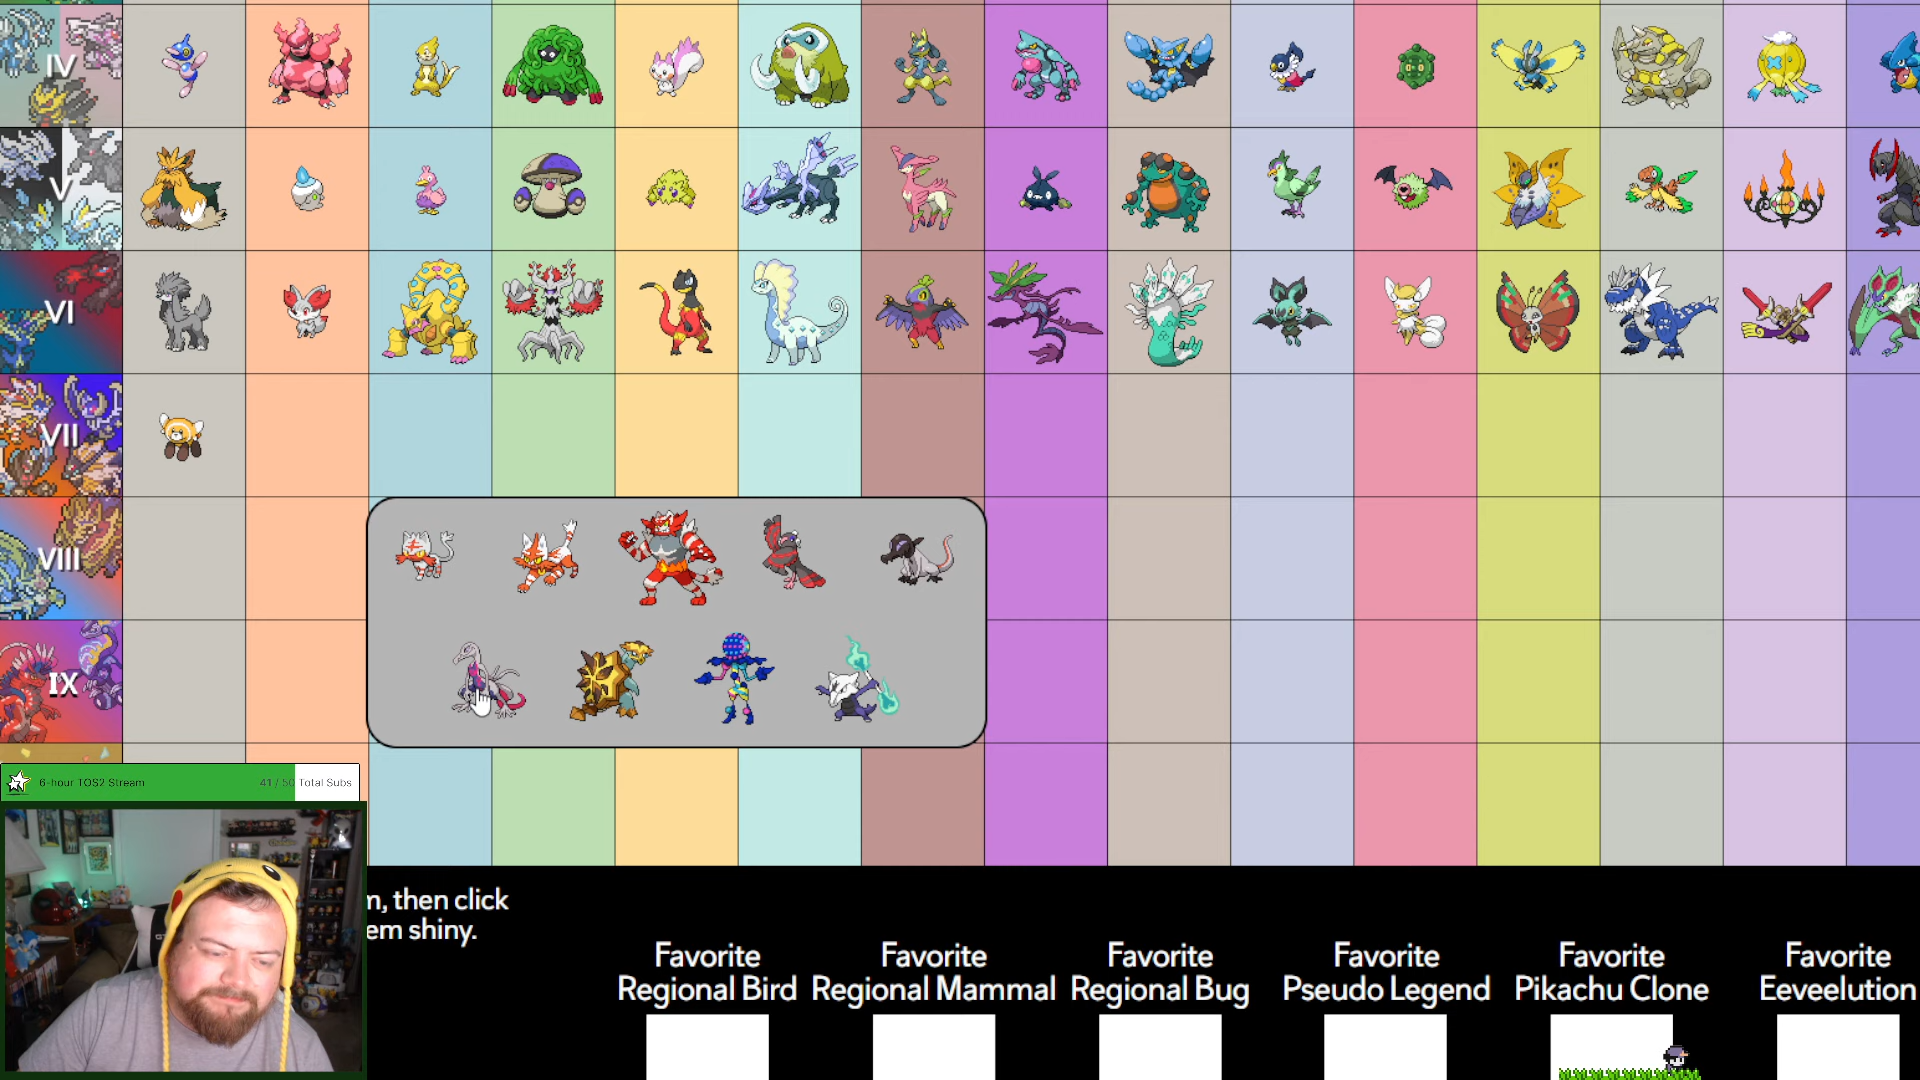 IV
V
VI
VII
VIII
IX
6-hour TOS2 Stream 41 / 50 Total Subs
m, then click
em shiny.
Favorite
Regional Bird
Favorite
Regional Mammal
Favorite
Regional Bug
Favorite
Pseudo Legend
Favorite
Pikachu Clone
Favorite
Eeveelution